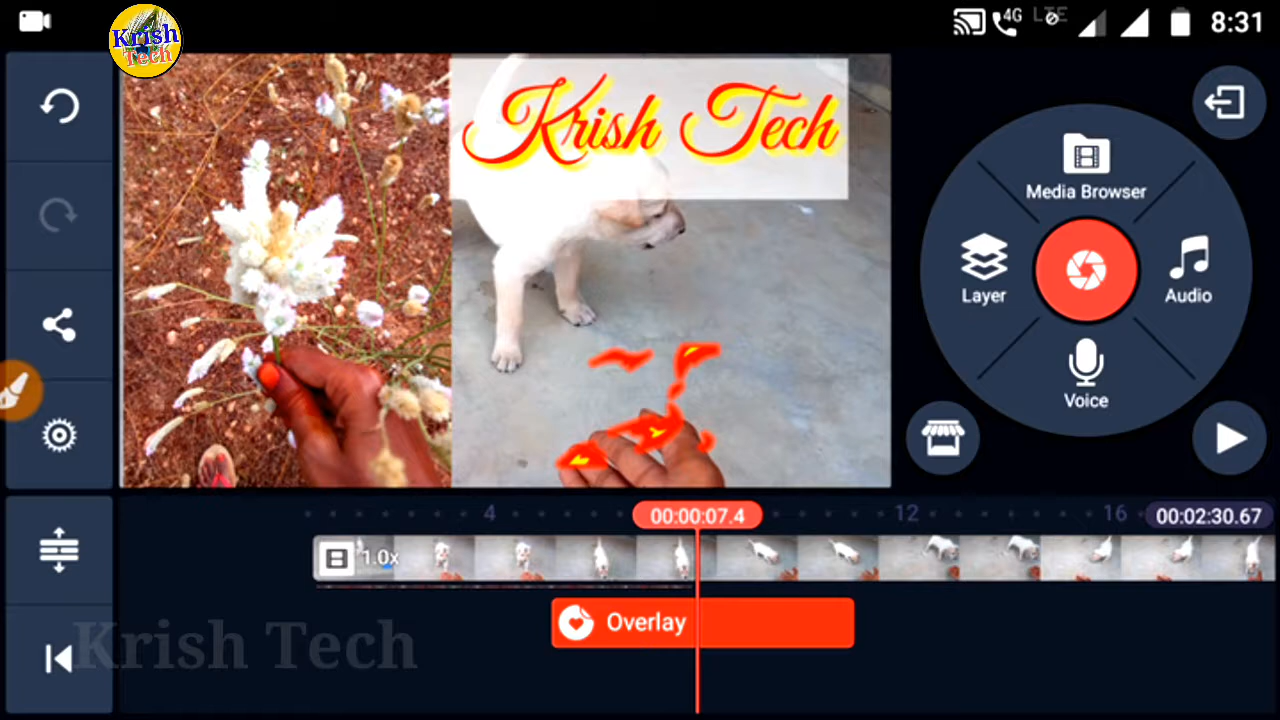 Krish
Tech
4G
LTE
8:31
Krish Tech
Media Browser
Layer
Audio
Voice
4
00:00:07.4
12
16
00:02:30.67
1.0x
Overlay
Krish Tech